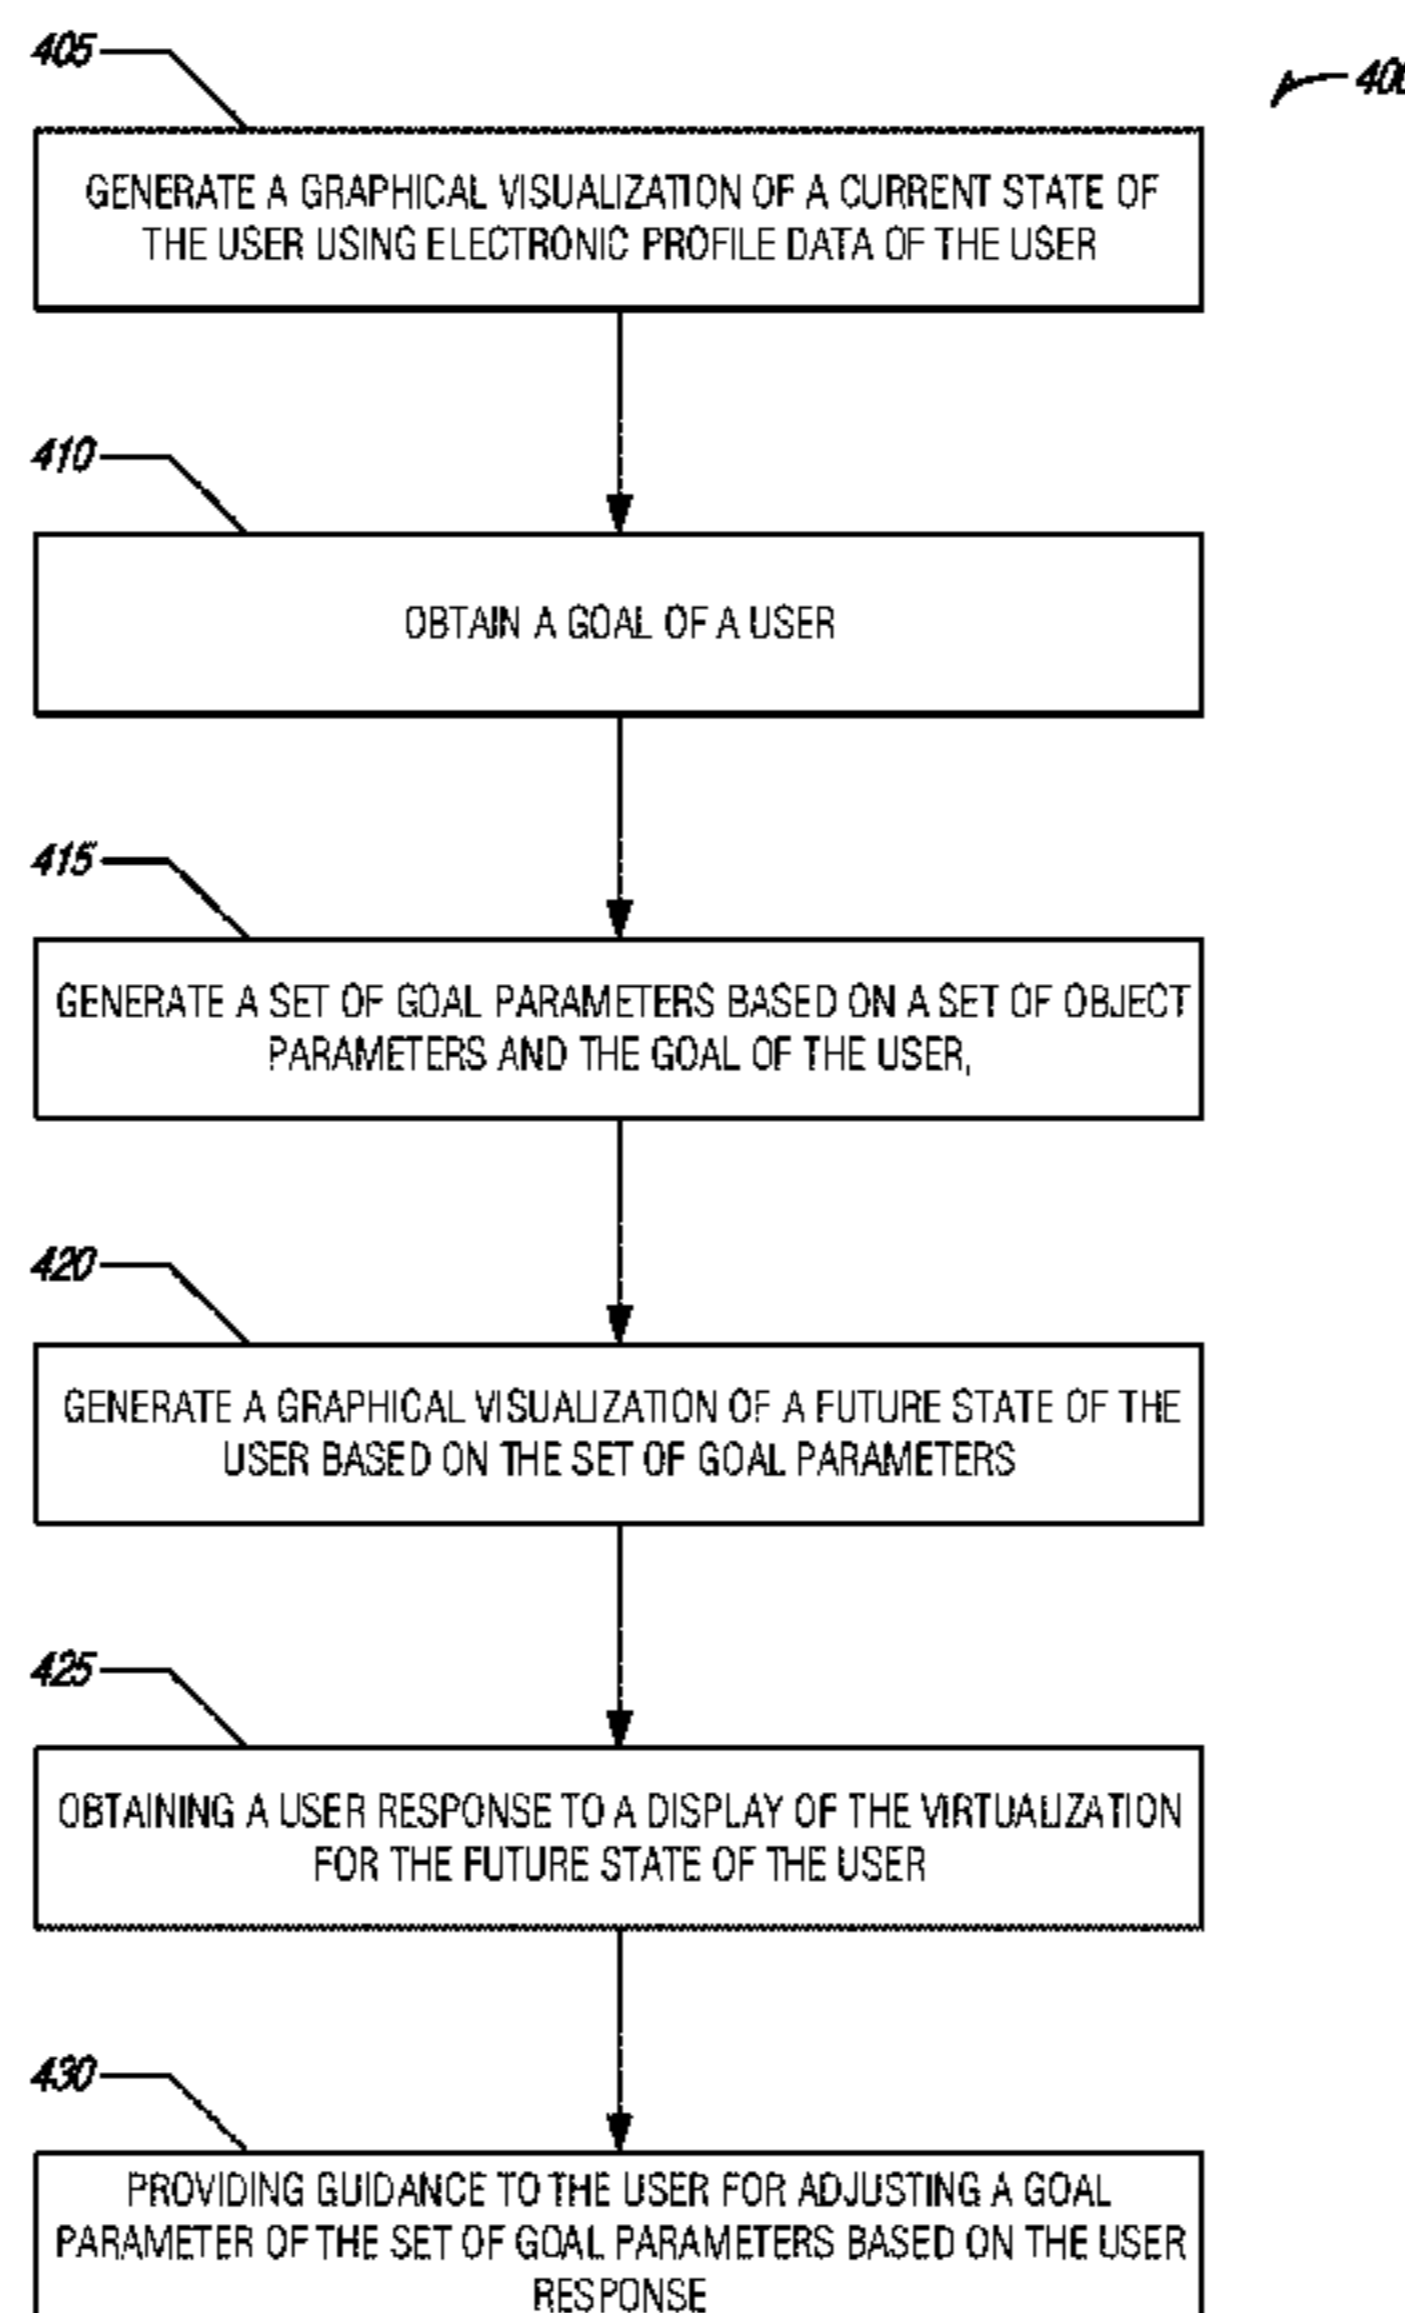 405
400
GENERATE A GRAPHICAL VISUALIZATION OF A CURRENT STATE OF
THE USER USING ELECTRONIC PROFILE DATA OF THE USER
410
OBTAIN A GOAL OF A USER
415
GENERATE A SET OF GOAL PARAMETERS BASED ON A SET OF OBJECT
PARAMETERS AND THE GOAL OF THE USER,
420
GENERATE A GRAPHICAL VISUALIZATION OF A FUTURE STATE OF THE
USER BASED ON THE SET OF GOAL PARAMETERS
425
OBTAINING A USER RESPONSE TO A DISPLAY OF THE VIRTUALIZATION
FOR THE FUTURE STATE OF THE USER
430
PROVIDING GUIDANCE TO THE USER FOR ADJUSTING A GOAL
PARAMETER OF THE SET OF GOAL PARAMETERS BASED ON THE USER
RESPONSE